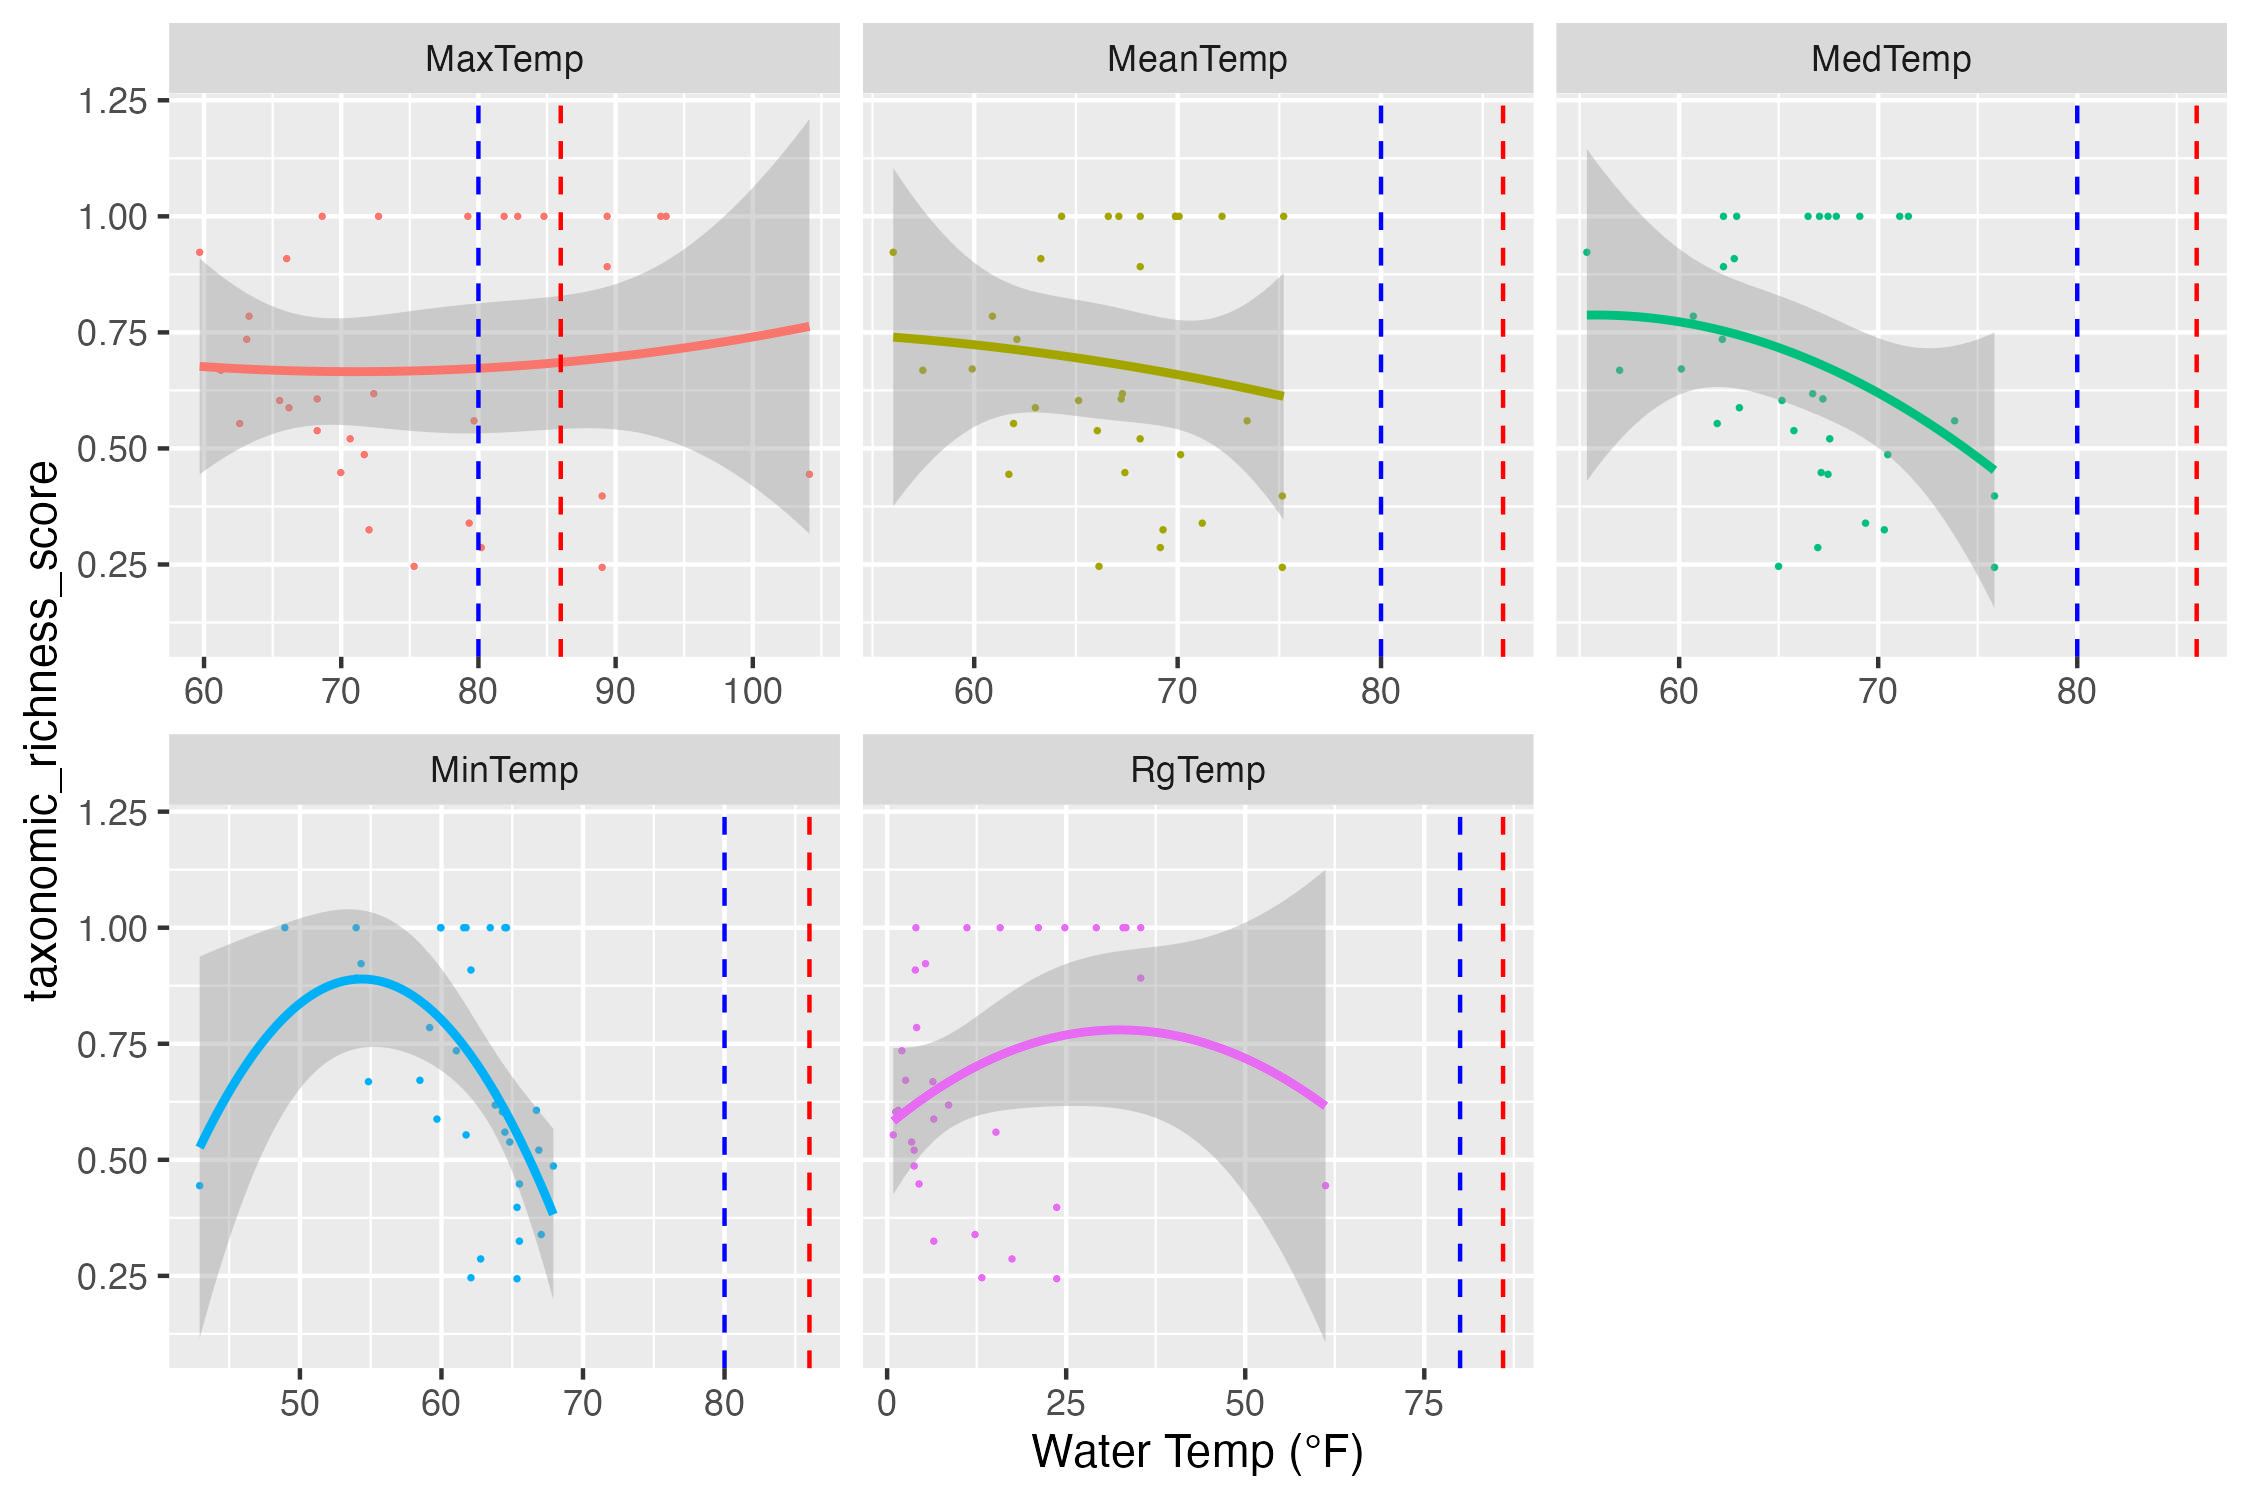 MaxTemp MeanTemp MedTemp
1.25
1.00
0.75
0.50
0.25
60 70 80 90 100 60 70 80 60 70 80
MinTemp RgTemp
1.25
1.00
0.75
0.50
0.25
50 60 70 80 0 25 50 75
taxonomic_richness_score
Water Temp (°F)